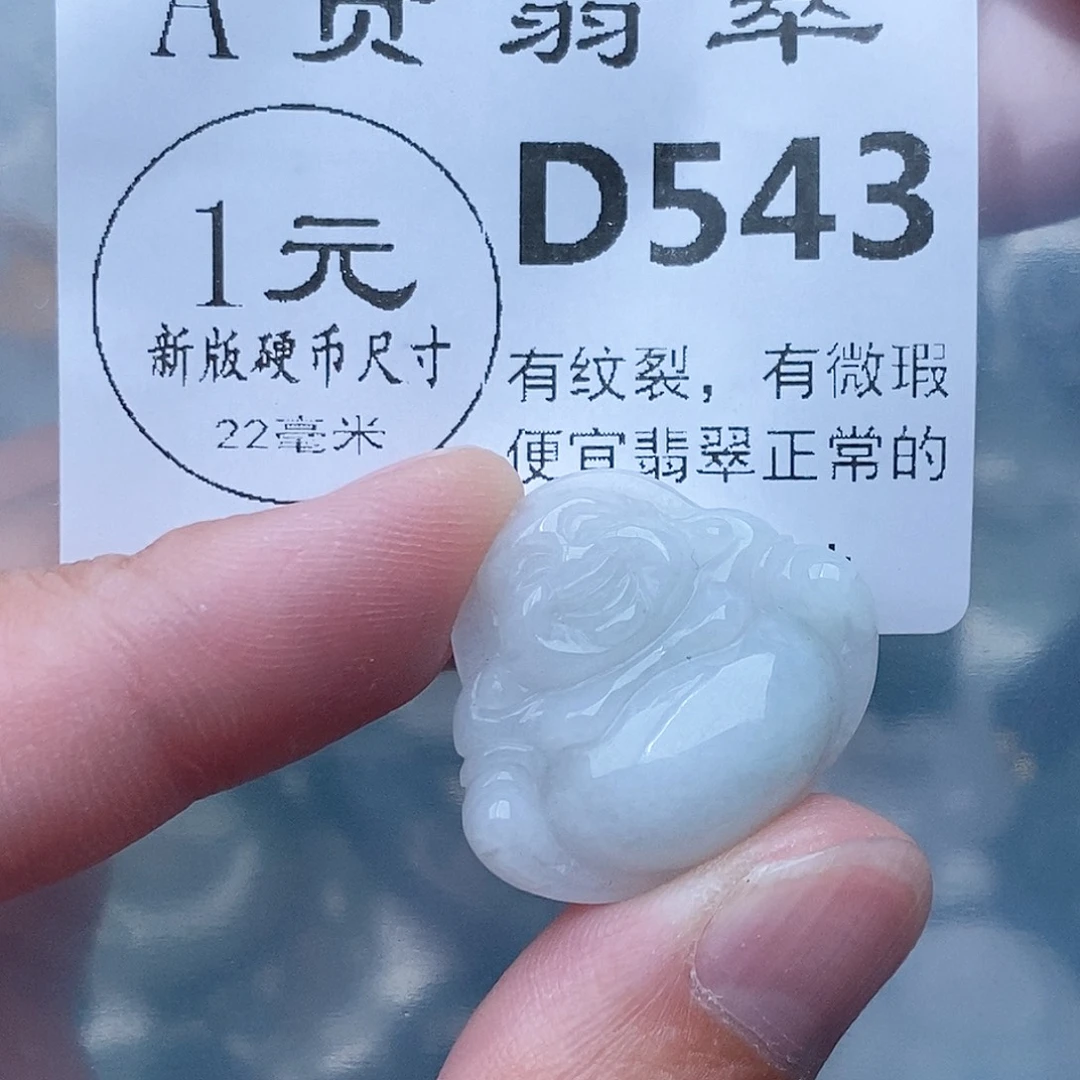 A货翡翠
D543
1元
新版硬币尺寸
22毫米
有纹裂，有微瑕
便宜翡翠正常的